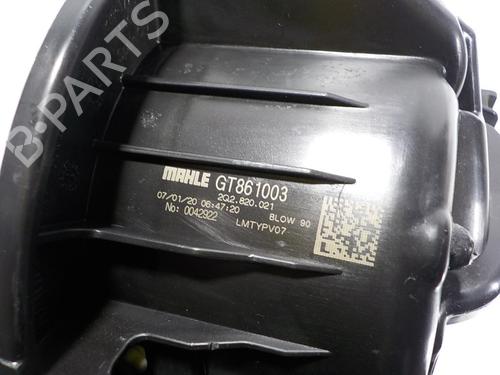 B-PARTS
MAHLE GT861003
2Q2.820.021
07/01/20 06:47:20 BLOW 90
No: 0042922 LMTYPV07